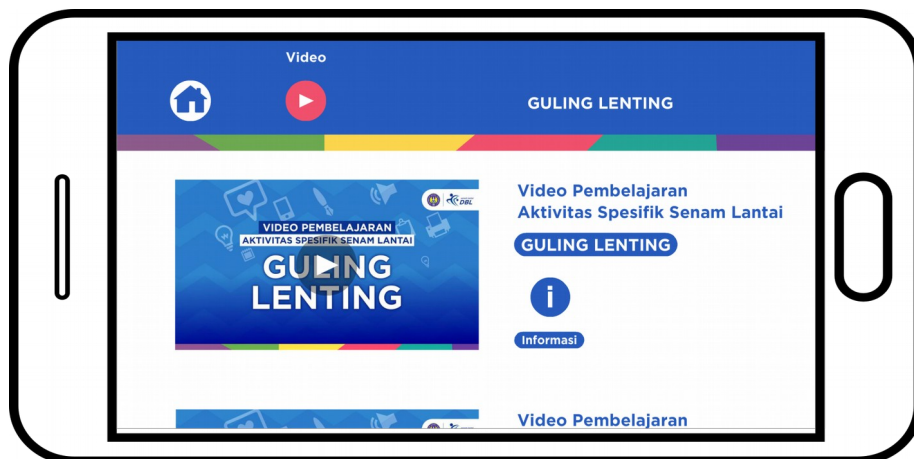 Video
GULING LENTING
VIDEO PEMBELAJARAN
AKTIVITAS SPESIFIK SENAM LANTAI
GULING
LENTING
DBL
Video Pembelajaran
Aktivitas Spesifik Senam Lantai
GULING LENTING
i
Informasi
Video Pembelajaran